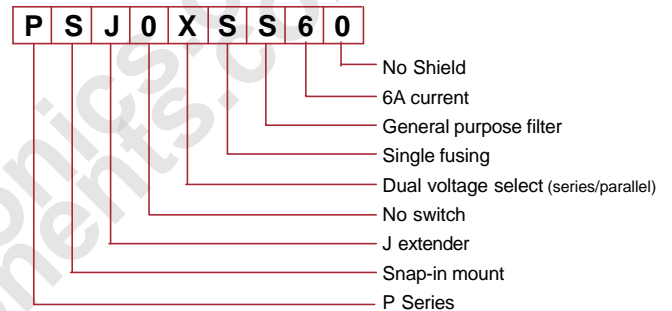 P S J 0 X S S 6 0
No Shield
6A current
General purpose filter
Single fusing
Dual voltage select (series/parallel)
No switch
J extender
Snap-in mount
P Series